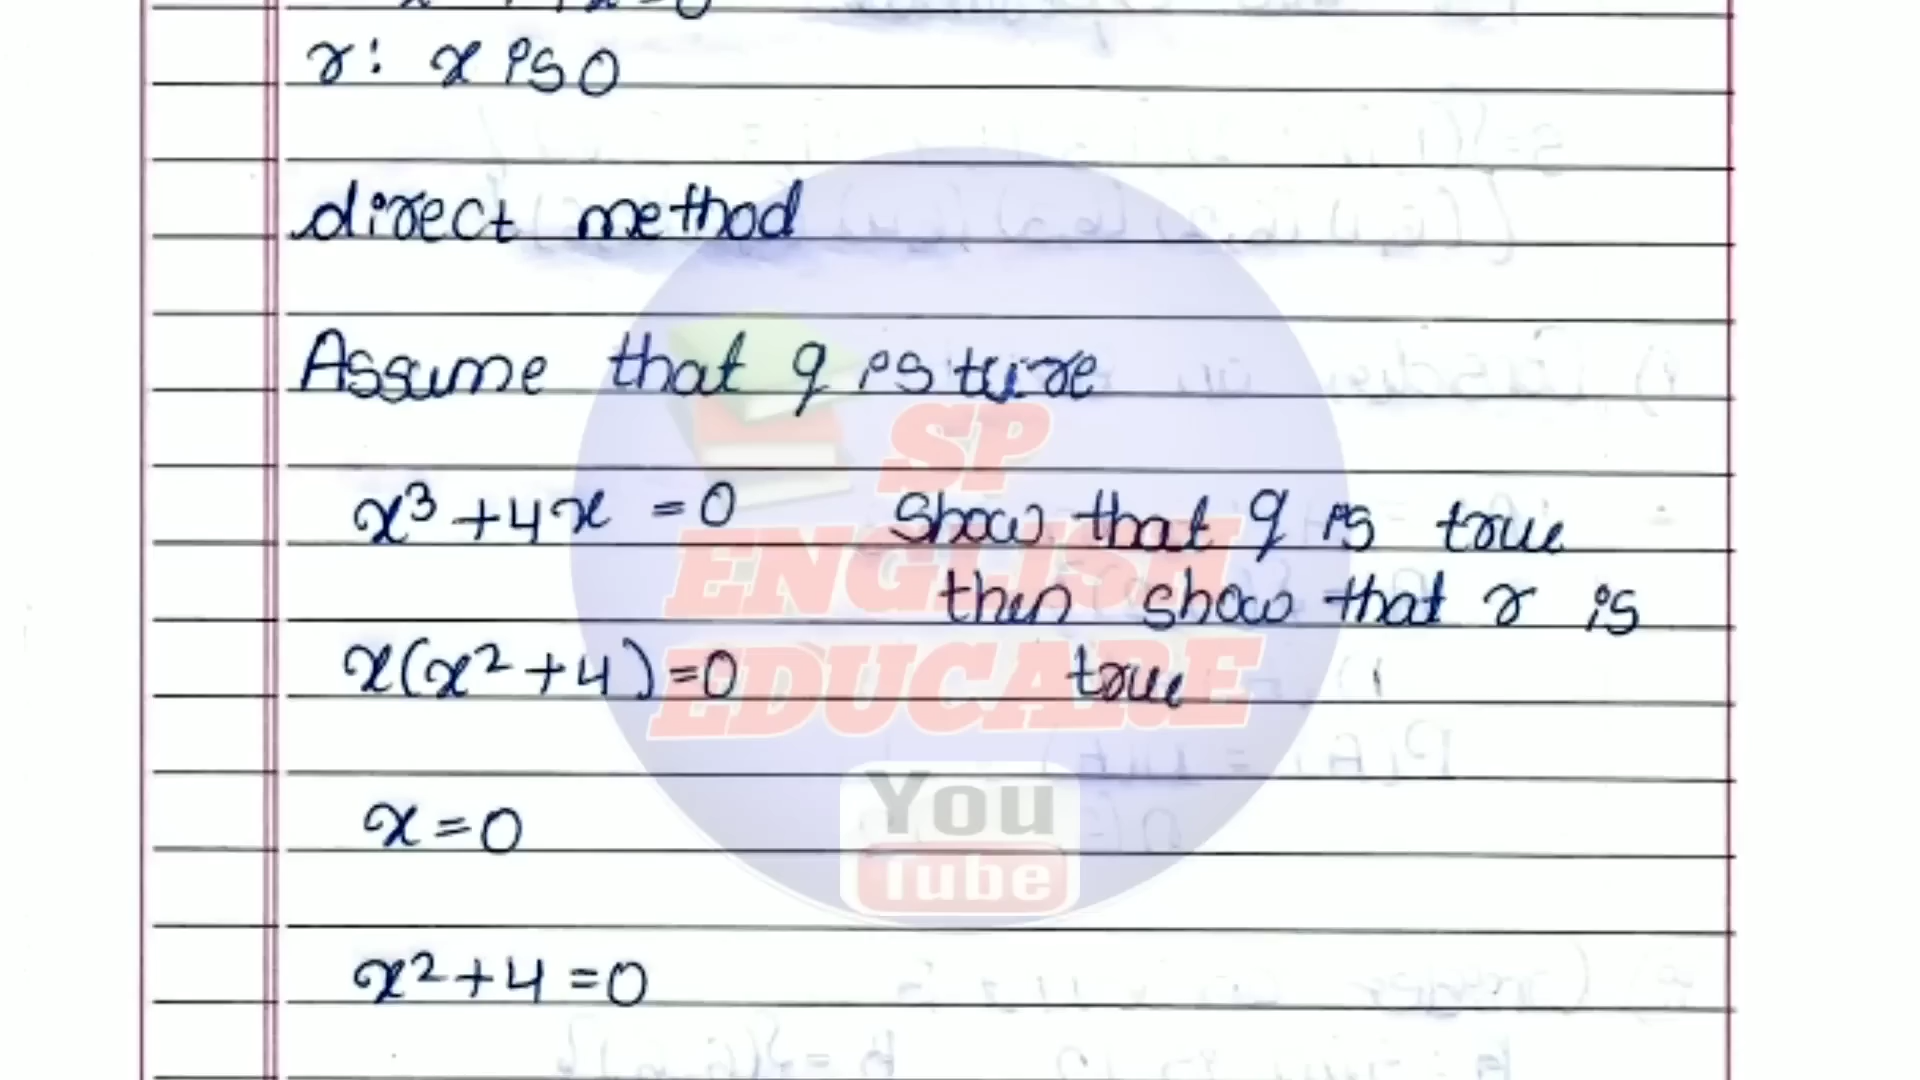 r: x is 0
direct method
Assume that q is ture
x³ + 4x = 0 Show that q is true
then show that r is
x(x² + 4) = 0 true
x = 0
x² + 4 = 0
SP
ENGLISH
EDUCARE
You
Tube